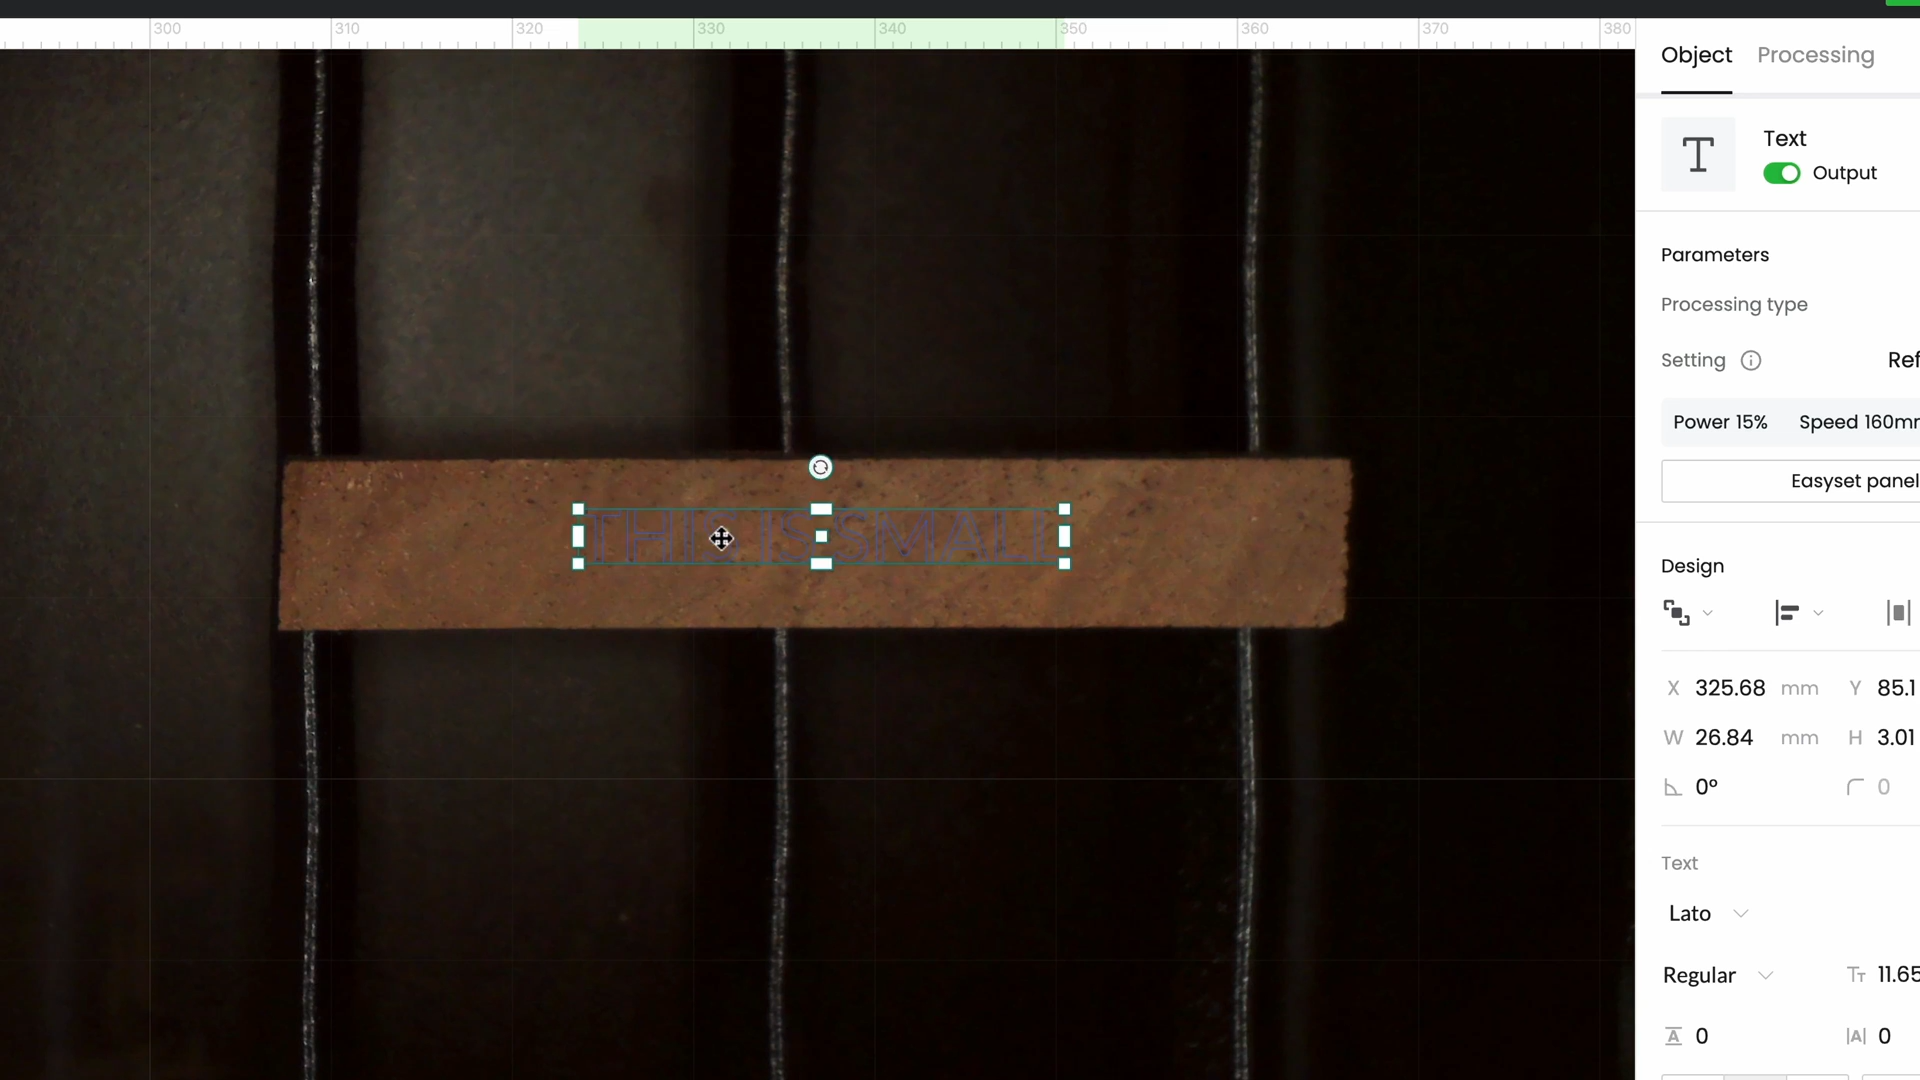 300 310 320 330 340 350 360 370 380
Object Processing
T
Text
Output
Parameters
Processing type
Setting Ref
Power 15% Speed 160mm
Easyset panel
THIS IS SMALL
Design
X 325.68 mm Y 85.1
W 26.84 mm H 3.01
0° 0
Text
Lato
Regular Tт 11.65
A 0 |A| 0